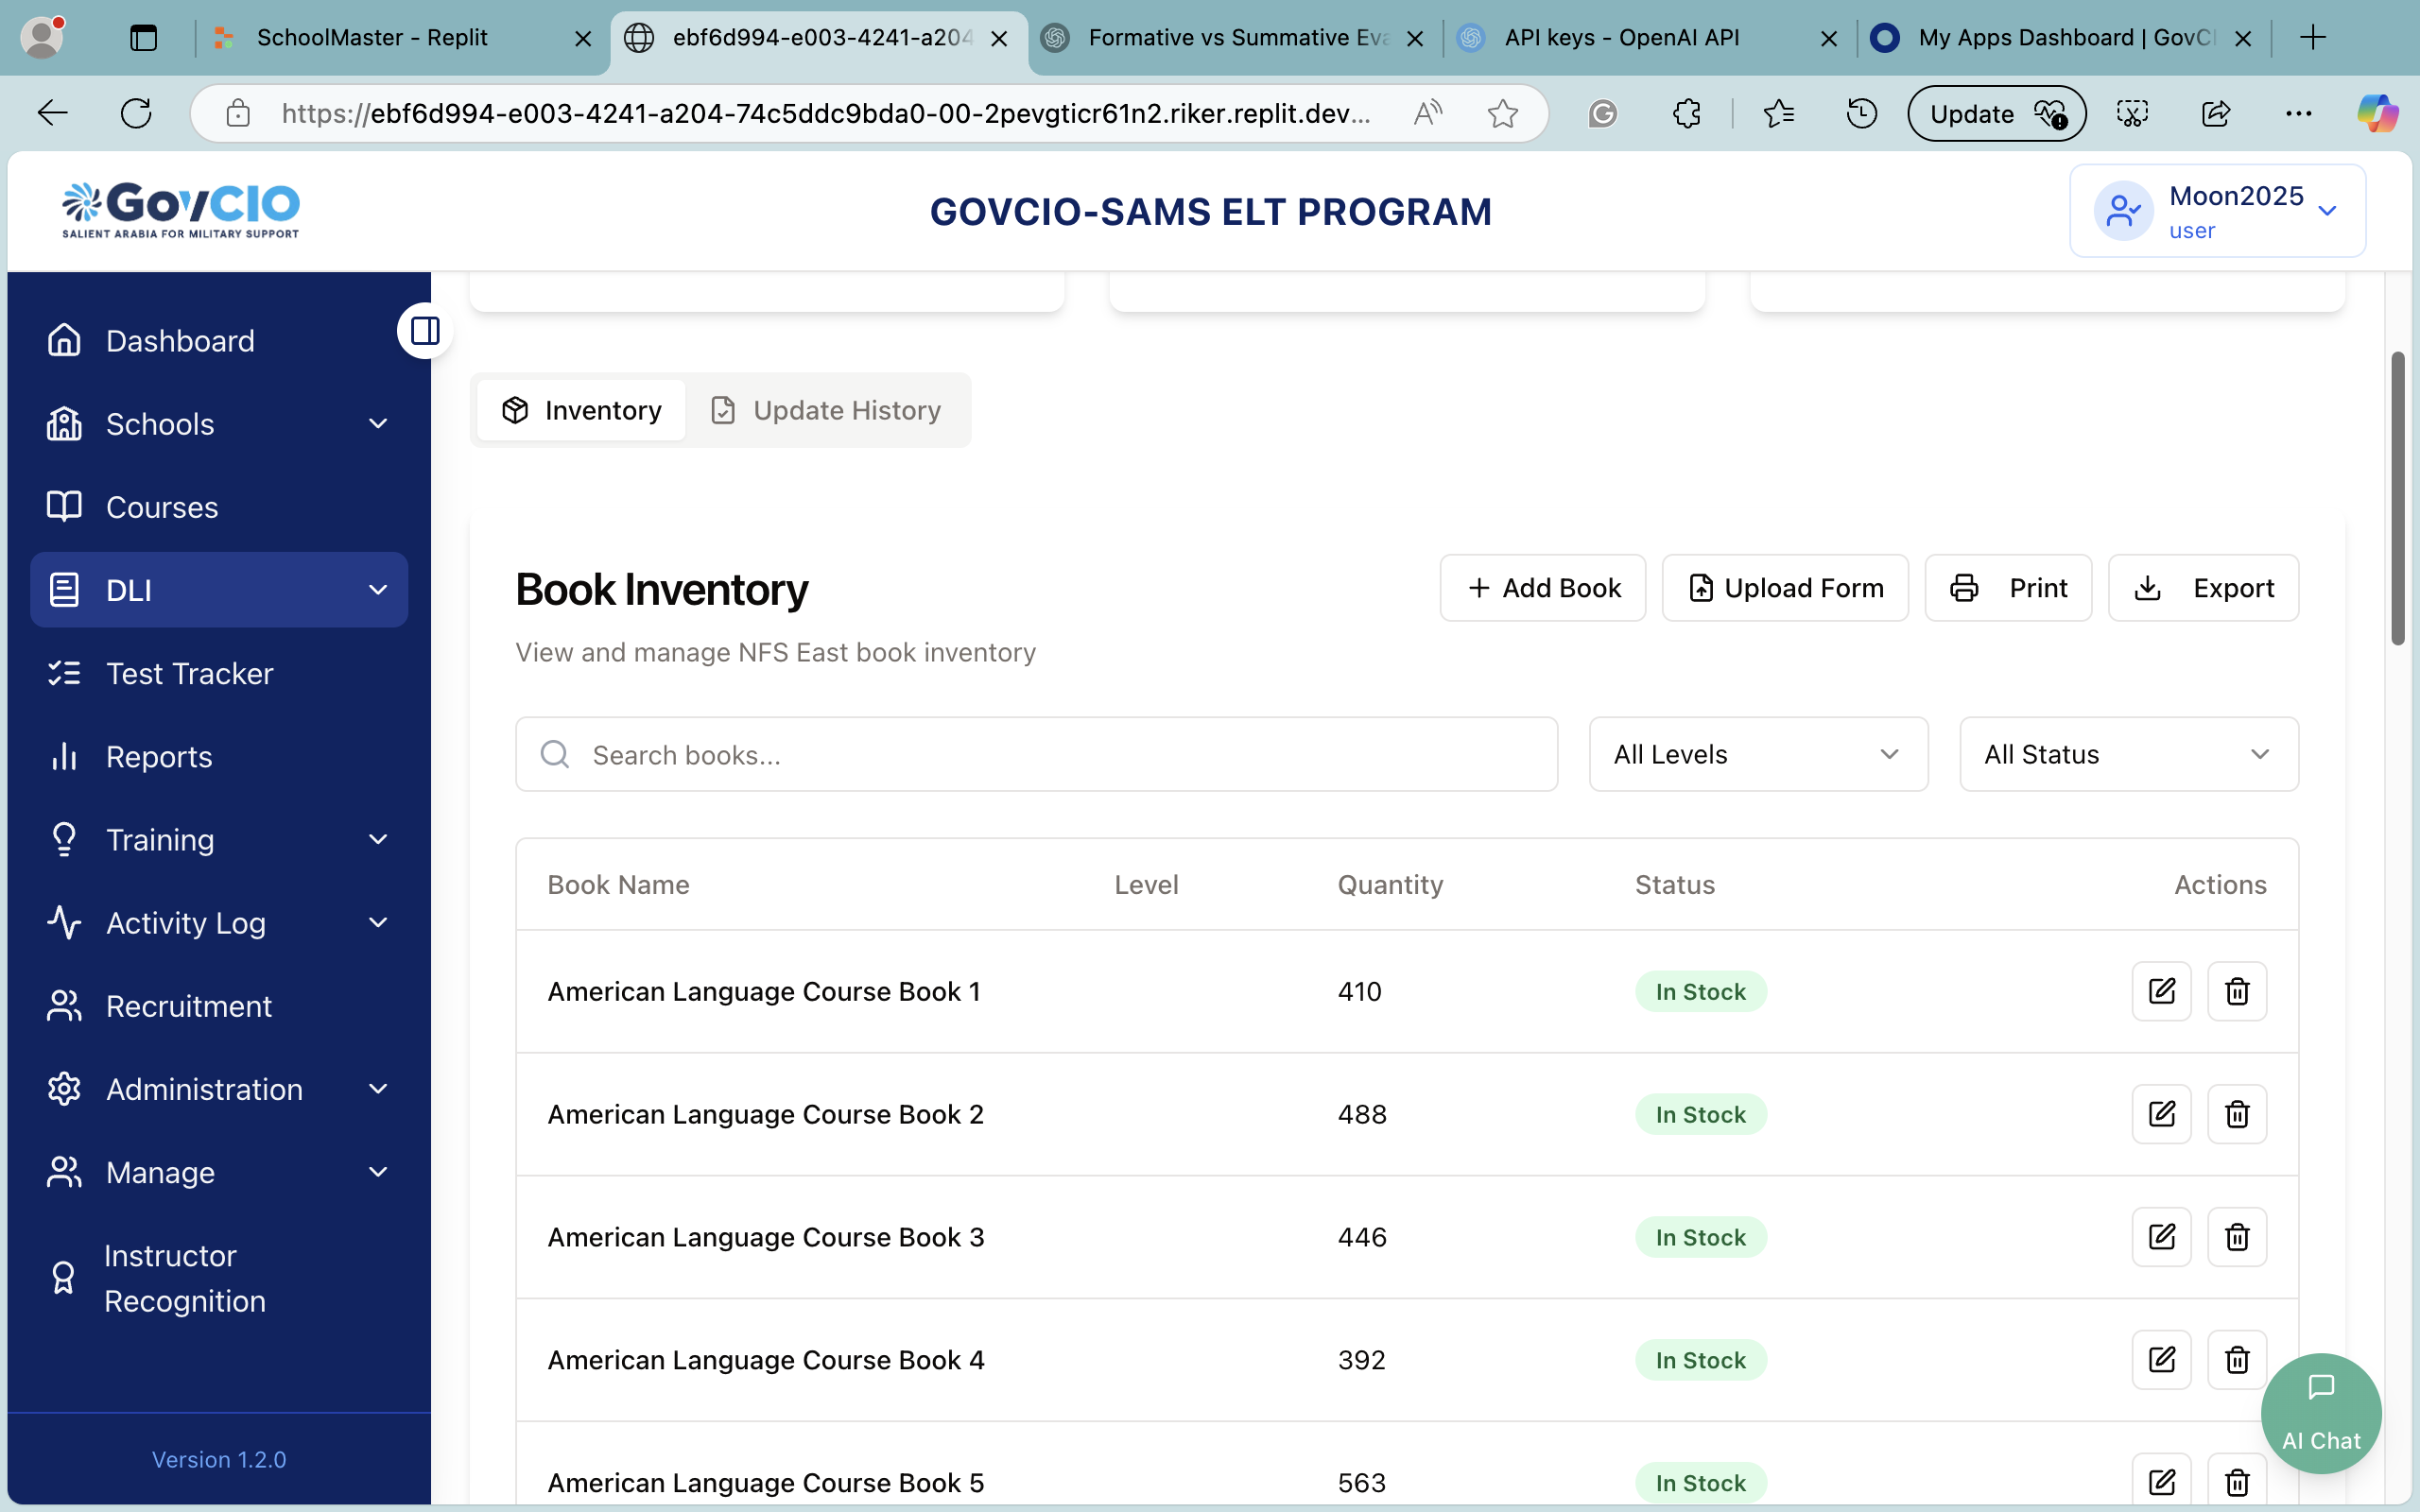 SchoolMaster - Replit
ebf6d994-e003-4241-a204
Formative vs Summative Eva
API keys - OpenAI API
My Apps Dashboard | GovCI
https://ebf6d994-e003-4241-a204-74c5ddc9bda0-00-2pevgticr61n2.riker.replit.dev...
Update
GovCIO
SALIENT ARABIA FOR MILITARY SUPPORT
GOVCIO-SAMS ELT PROGRAM
Moon2025
user
Dashboard
Schools
Courses
DLI
Test Tracker
Reports
Training
Activity Log
Recruitment
Administration
Manage
Instructor
Recognition
Version 1.2.0
Inventory
Update History
Book Inventory
View and manage NFS East book inventory
Add Book
Upload Form
Print
Export
Search books...
All Levels
All Status
Book Name Level Quantity Status Actions
American Language Course Book 1 410 In Stock
American Language Course Book 2 488 In Stock
American Language Course Book 3 446 In Stock
American Language Course Book 4 392 In Stock
American Language Course Book 5 563 In Stock
AI Chat